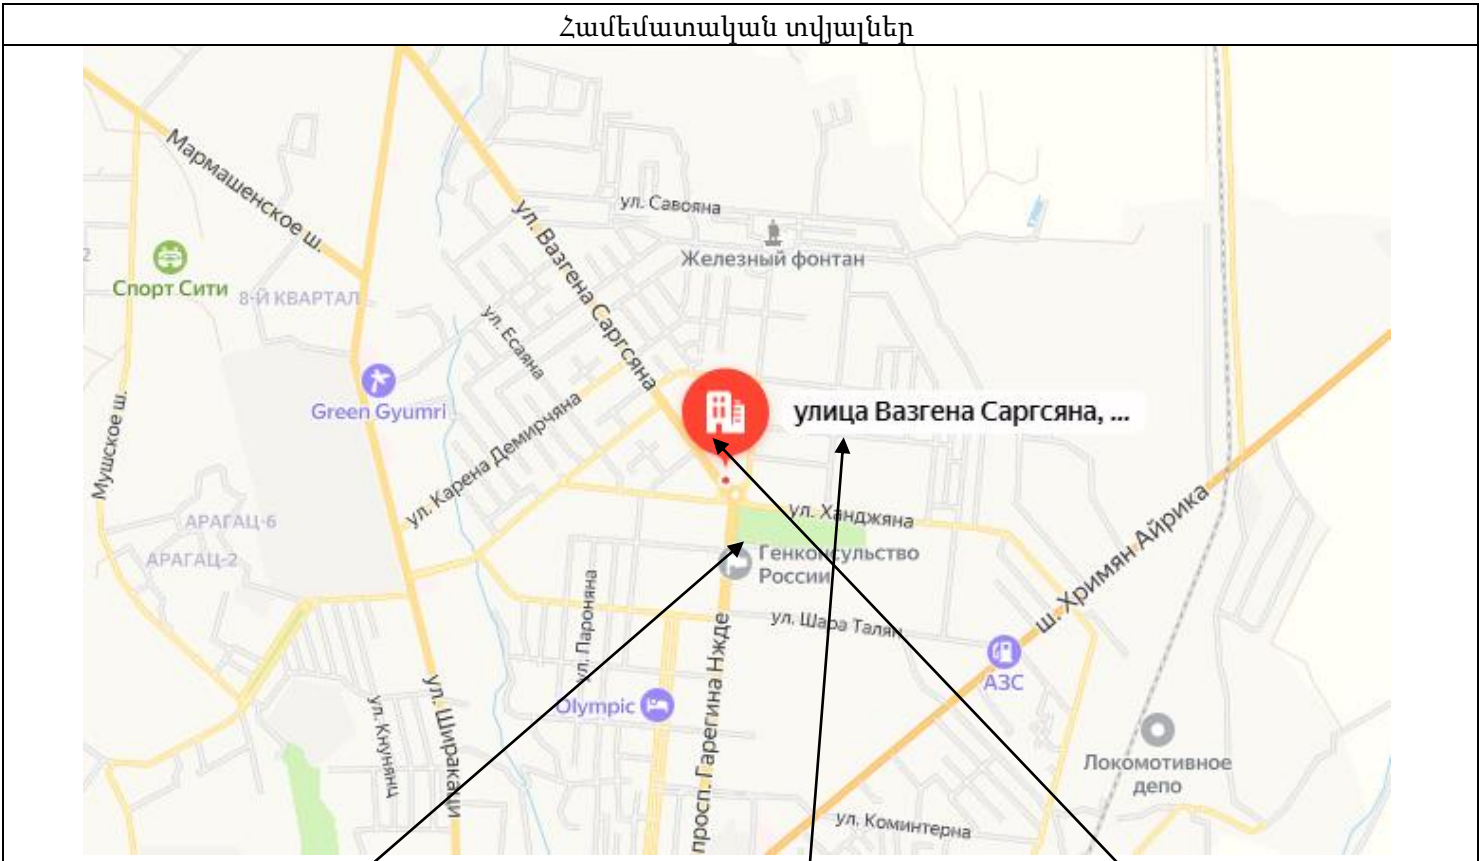 Համեմատական տվյալներ
Мармашенское ш.
ул. Савояна
ул. Вазгена Саргсяна
Железный фонтан
2
Спорт Сити
8-Й КВАРТАЛ
ул. Есаяна
Green Gyumri
улица Вазгена Саргсяна, ...
Мушское ш.
ул. Карена Демирчяна
ул. Ханджяна
ш. Хримян Айрика
АРАГАЦ-6
АРАГАЦ-2
Генконсульство
России
ул. Пароняна
ул. Шара Талян
АЗС
просп. Гарегина Нжде
Olympic
ул. Ширакаци
ул. Кнунянц
Локомотивное
депо
ул. Коминтерна